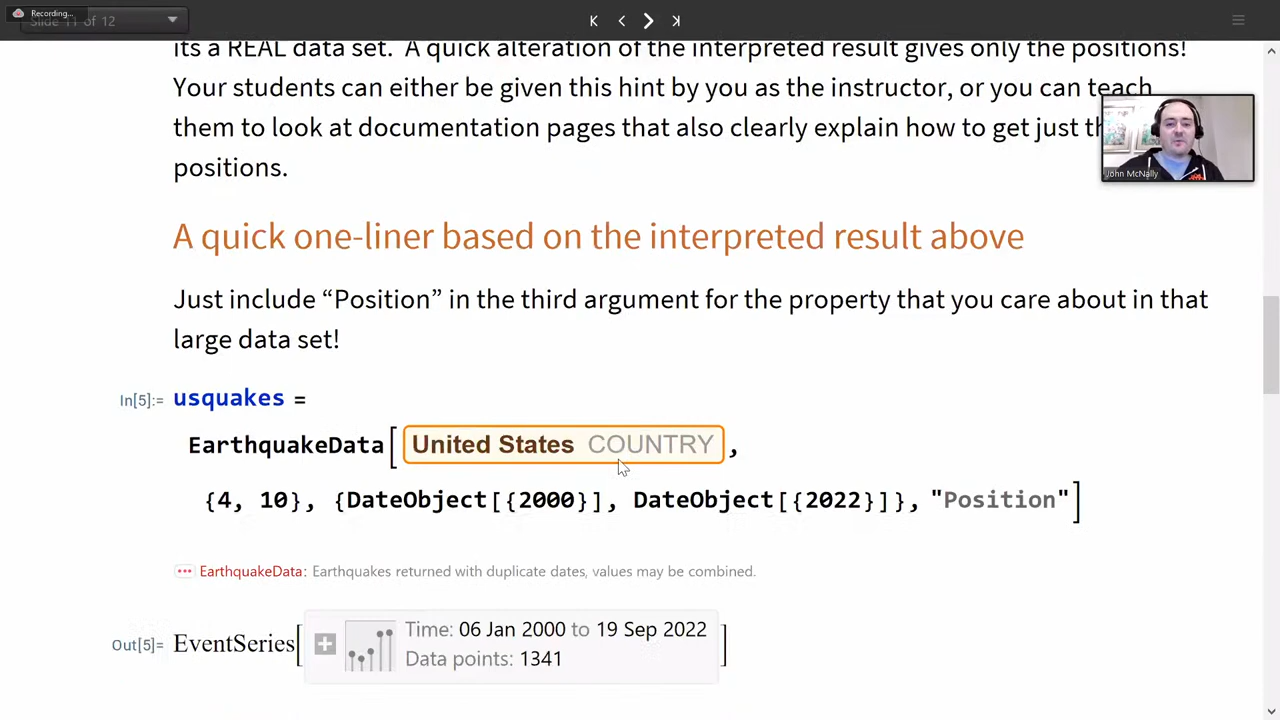 Recording...
Slide 11 of 12
its a REAL data set. A quick alteration of the interpreted result gives only the positions!
Your students can either be given this hint by you as the instructor, or you can teach
them to look at documentation pages that also clearly explain how to get just
positions.
John McNally
A quick one-liner based on the interpreted result above
Just include “Position” in the third argument for the property that you care about in that
large data set!
In[5]:= usquakes =
EarthquakeData[ United States COUNTRY ,
{4, 10}, {DateObject[{2000}], DateObject[{2022}]}, "Position"]
EarthquakeData: Earthquakes returned with duplicate dates, values may be combined.
Out[5]= EventSeries[ Time: 06 Jan 2000 to 19 Sep 2022
Data points: 1341 ]